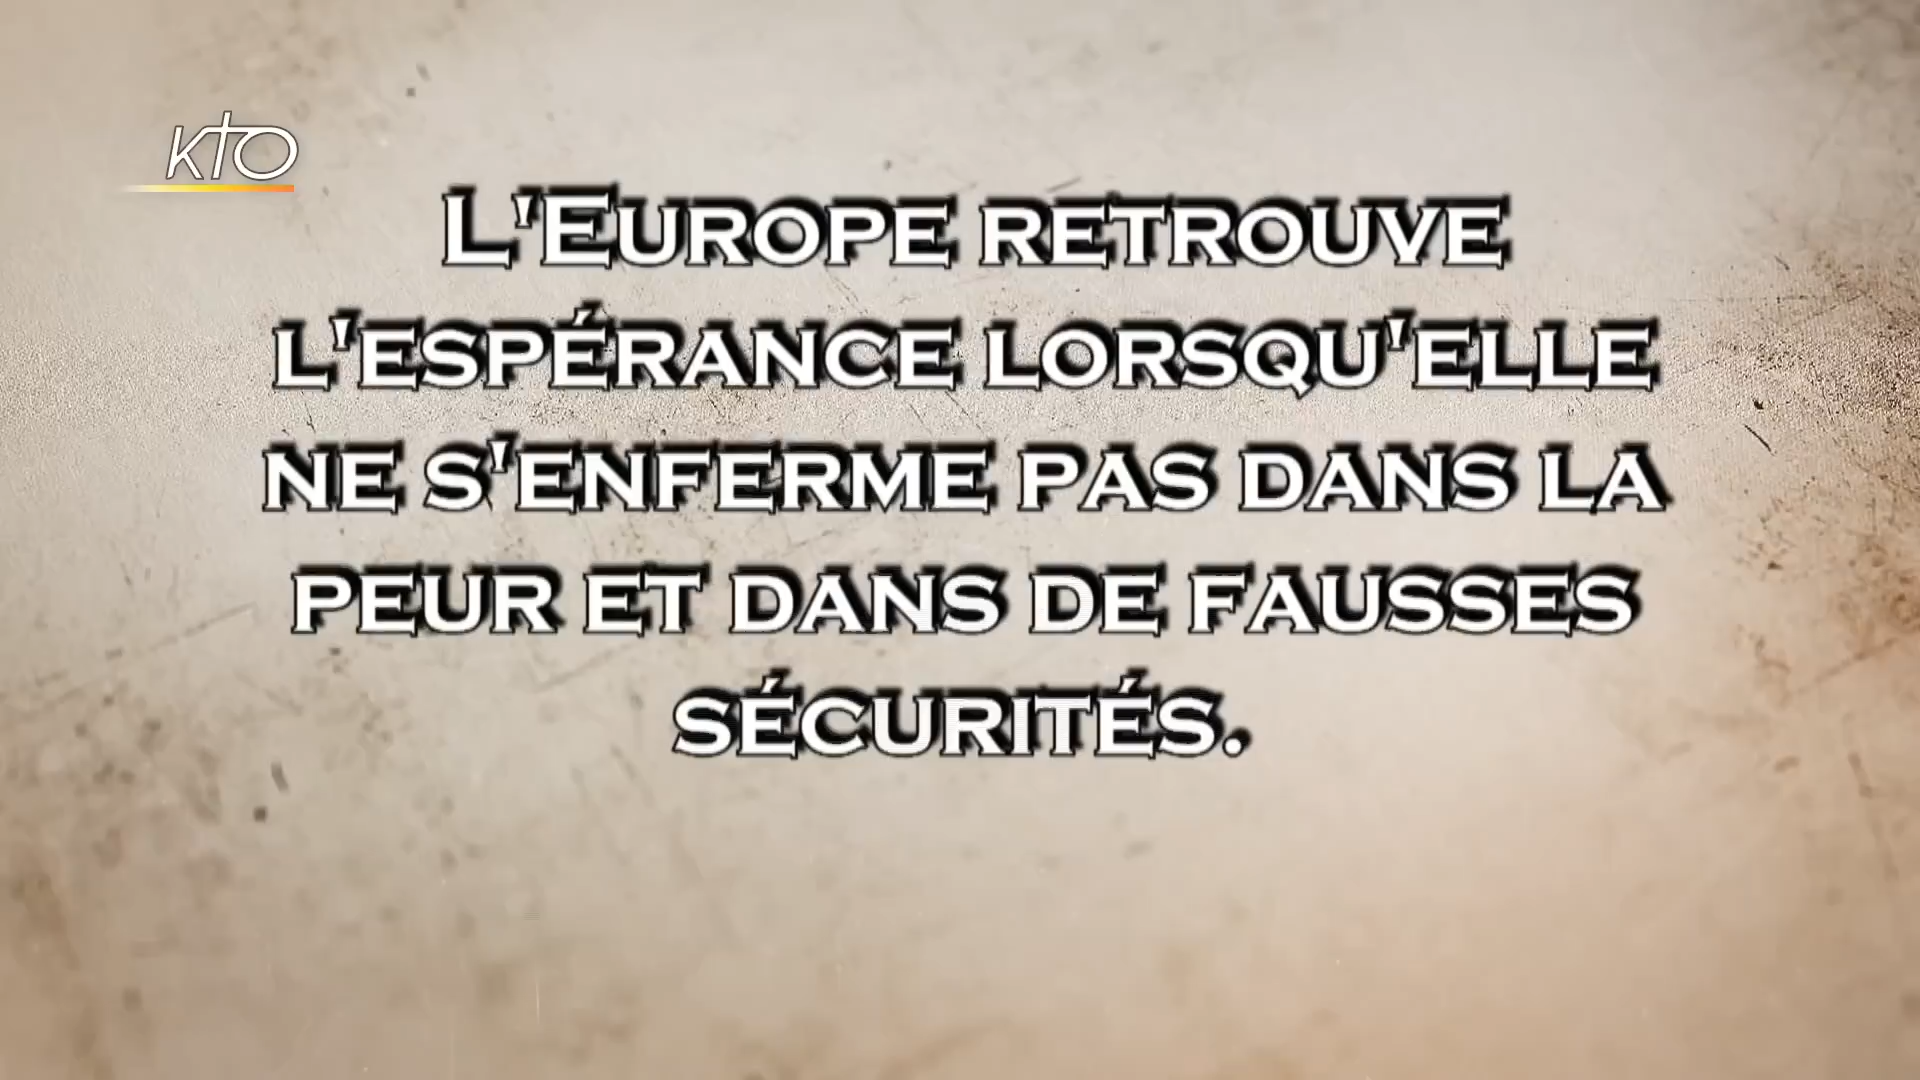 KTO
L'EUROPE RETROUVE
L'ESPÉRANCE LORSQU'ELLE
NE S'ENFERME PAS DANS LA
PEUR ET DANS DE FAUSSES
SÉCURITÉS.